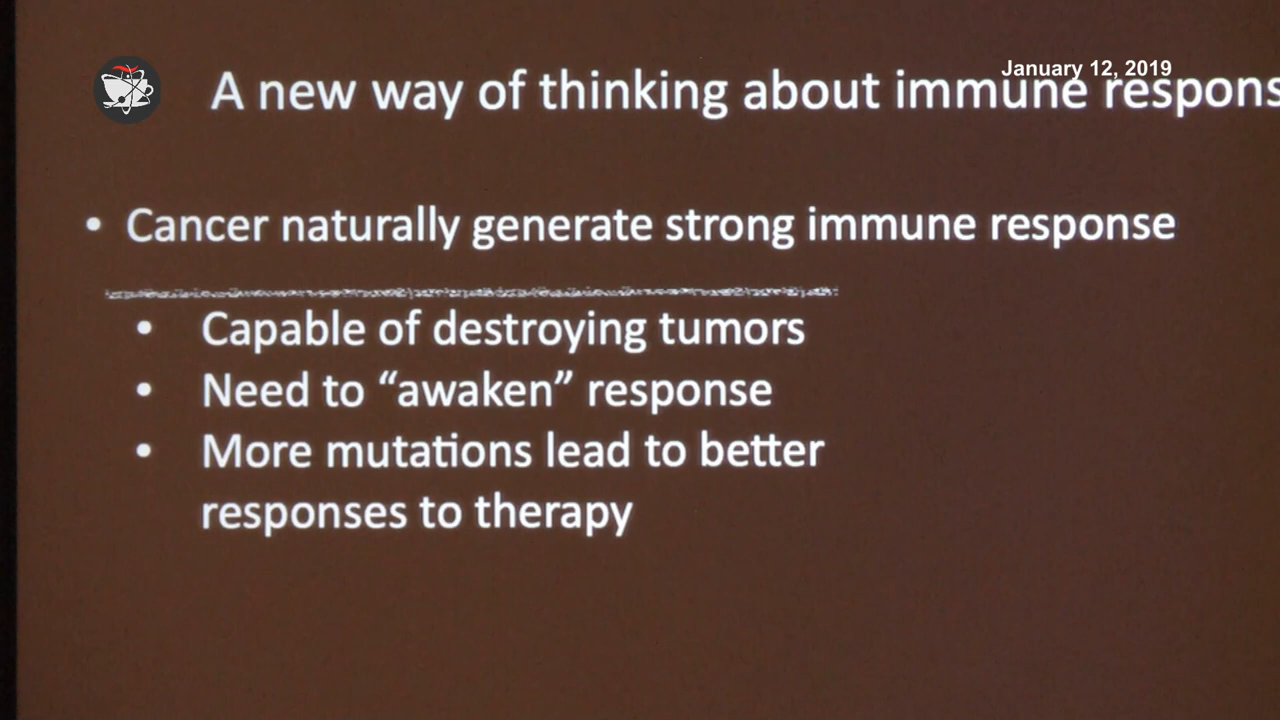 January 12, 2019
A new way of thinking about immune respons
• Cancer naturally generate strong immune response
• Capable of destroying tumors
• Need to “awaken” response
• More mutations lead to better
responses to therapy